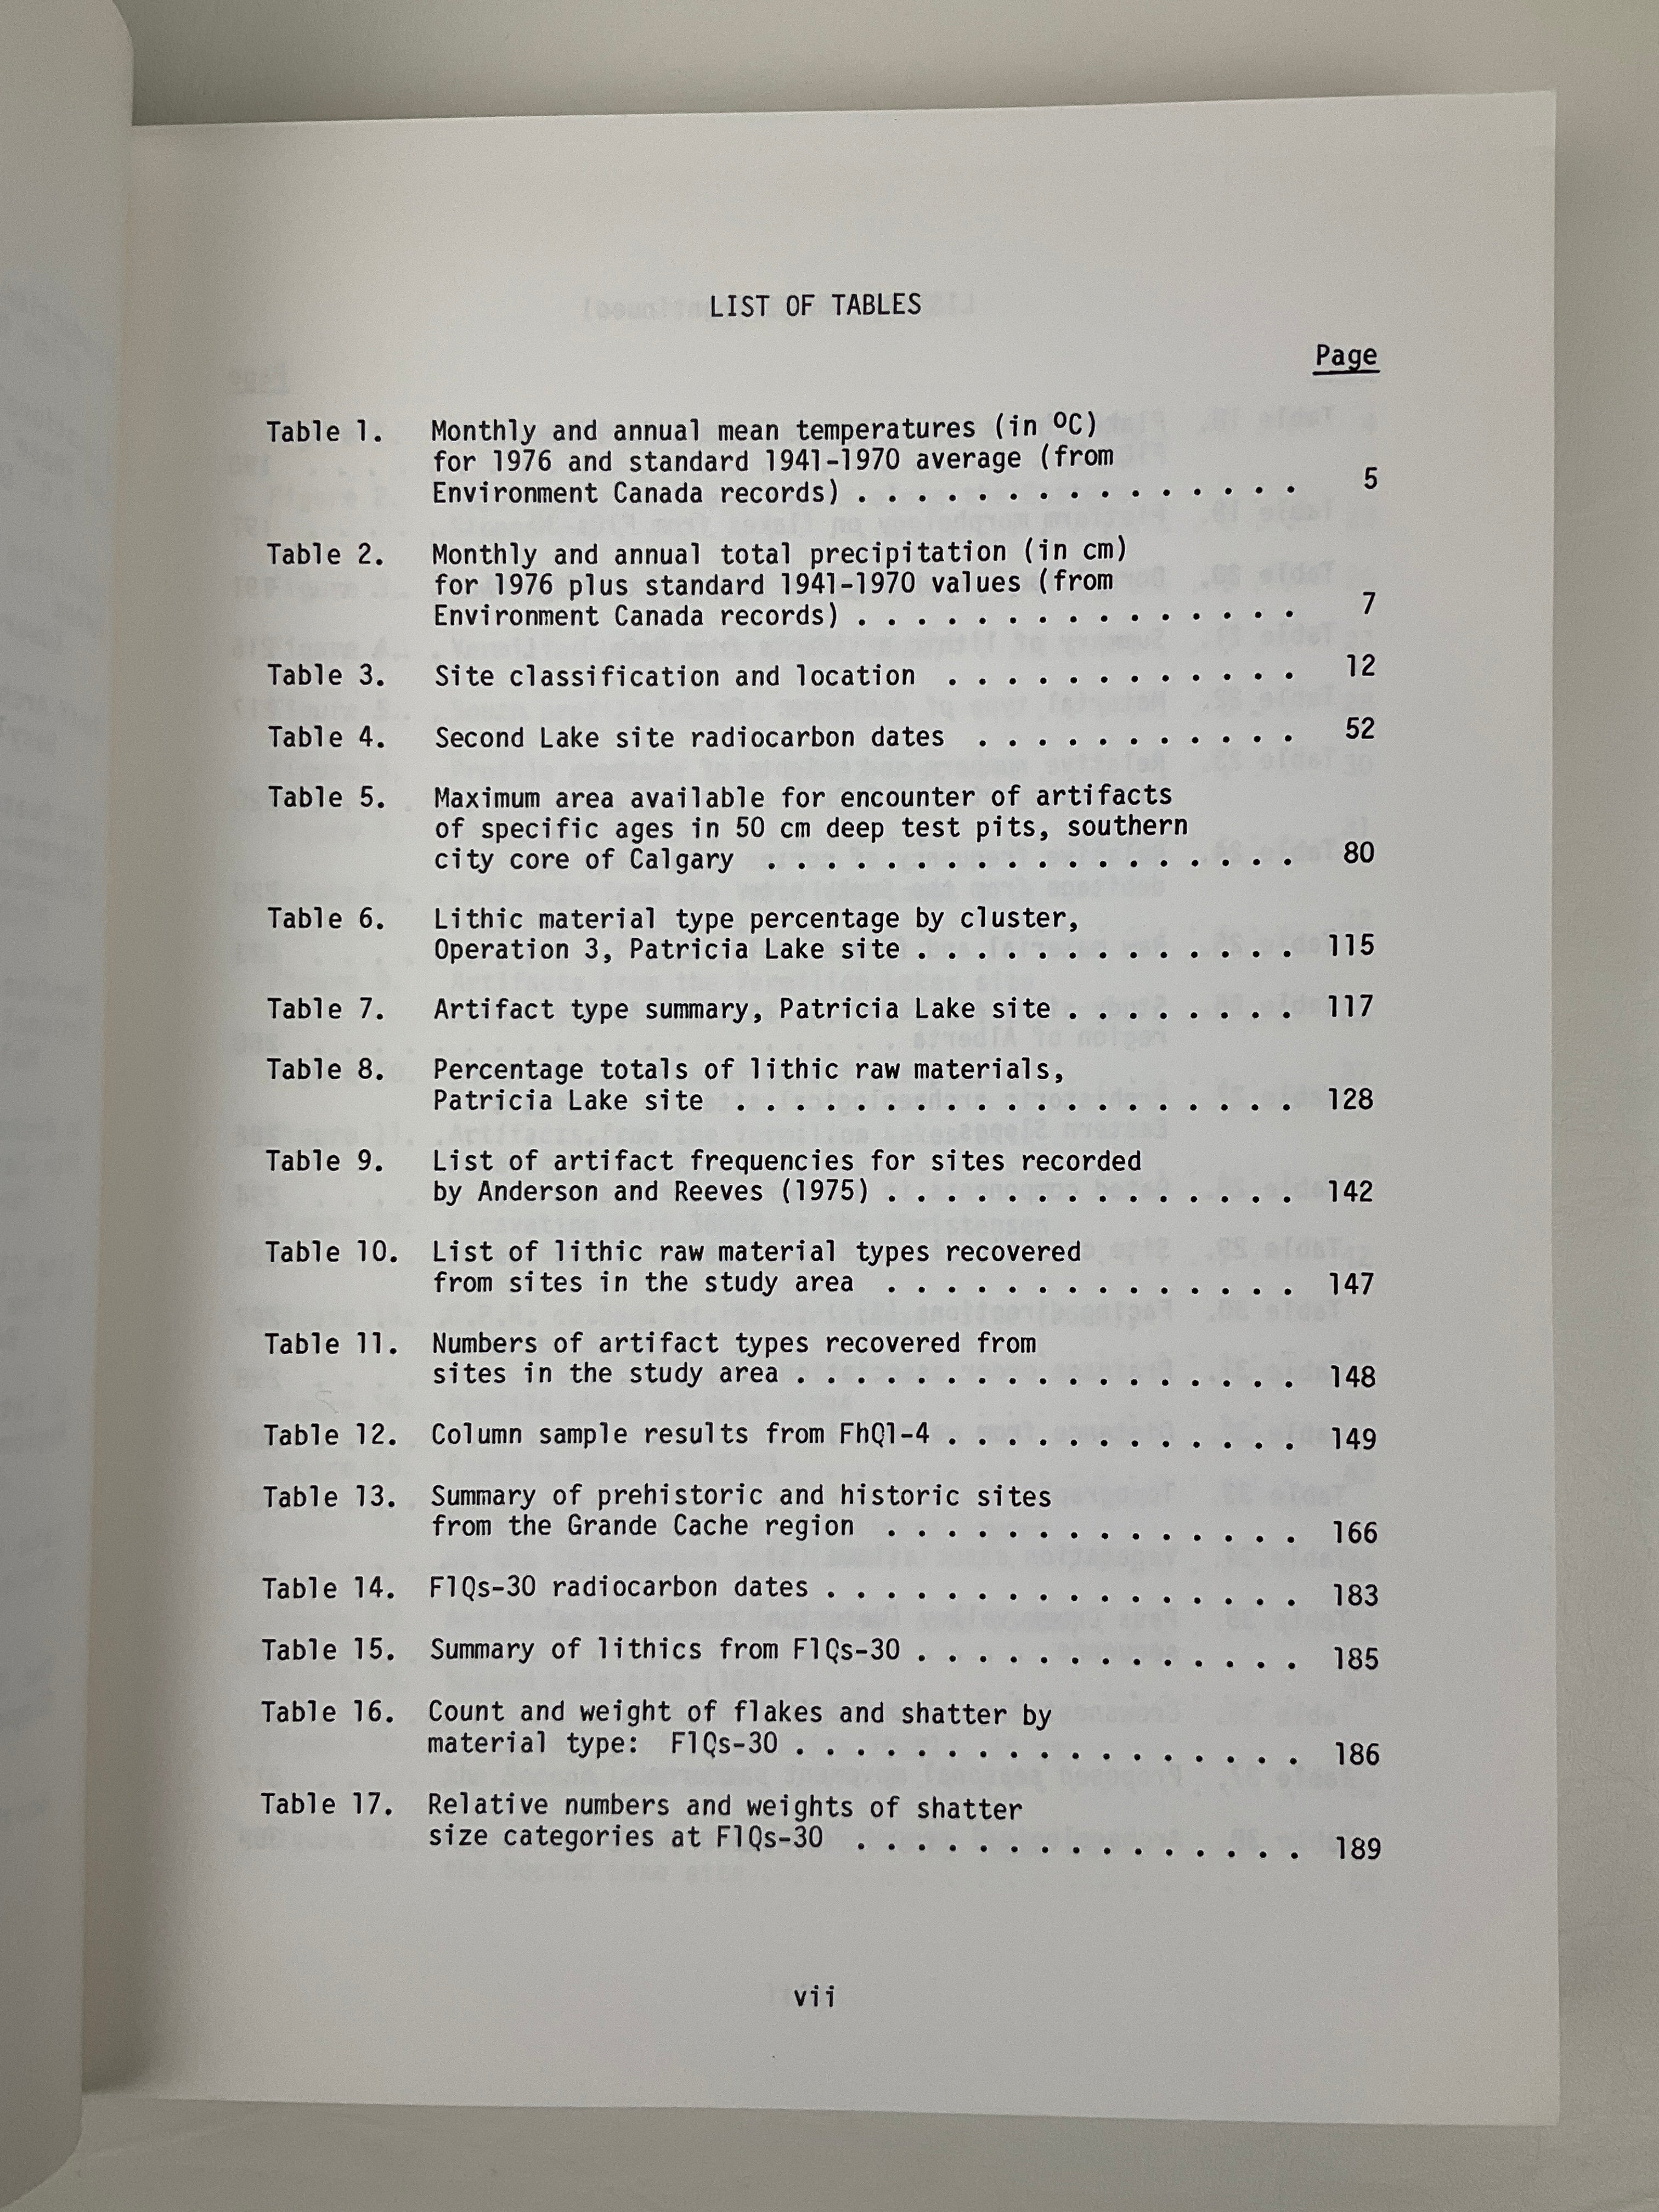 LIST OF TABLES
Page
Table 1. Monthly and annual mean temperatures (in ºC)
for 1976 and standard 1941-1970 average (from
Environment Canada records) . . . . . . . . . . . . . . . 5
Table 2. Monthly and annual total precipitation (in cm)
for 1976 plus standard 1941-1970 values (from
Environment Canada records) . . . . . . . . . . . . . . . 7
Table 3. Site classification and location . . . . . . . . . . . . 12
Table 4. Second Lake site radiocarbon dates . . . . . . . . . . . 52
Table 5. Maximum area available for encounter of artifacts
of specific ages in 50 cm deep test pits, southern
city core of Calgary . . . . . . . . . . . . . . . . . . 80
Table 6. Lithic material type percentage by cluster,
Operation 3, Patricia Lake site . . . . . . . . . . . . . 115
Table 7. Artifact type summary, Patricia Lake site . . . . . . . . 117
Table 8. Percentage totals of lithic raw materials,
Patricia Lake site . . . . . . . . . . . . . . . . . . . 128
Table 9. List of artifact frequencies for sites recorded
by Anderson and Reeves (1975) . . . . . . . . . . . . . . 142
Table 10. List of lithic raw material types recovered
from sites in the study area . . . . . . . . . . . . . . 147
Table 11. Numbers of artifact types recovered from
sites in the study area . . . . . . . . . . . . . . . . . 148
Table 12. Column sample results from FhQl-4 . . . . . . . . . . . . 149
Table 13. Summary of prehistoric and historic sites
from the Grande Cache region . . . . . . . . . . . . . . 166
Table 14. FlQs-30 radiocarbon dates . . . . . . . . . . . . . . . . 183
Table 15. Summary of lithics from FlQs-30 . . . . . . . . . . . . . 185
Table 16. Count and weight of flakes and shatter by
material type: FlQs-30 . . . . . . . . . . . . . . . . . 186
Table 17. Relative numbers and weights of shatter
size categories at FlQs-30 . . . . . . . . . . . . . . . 189
vii